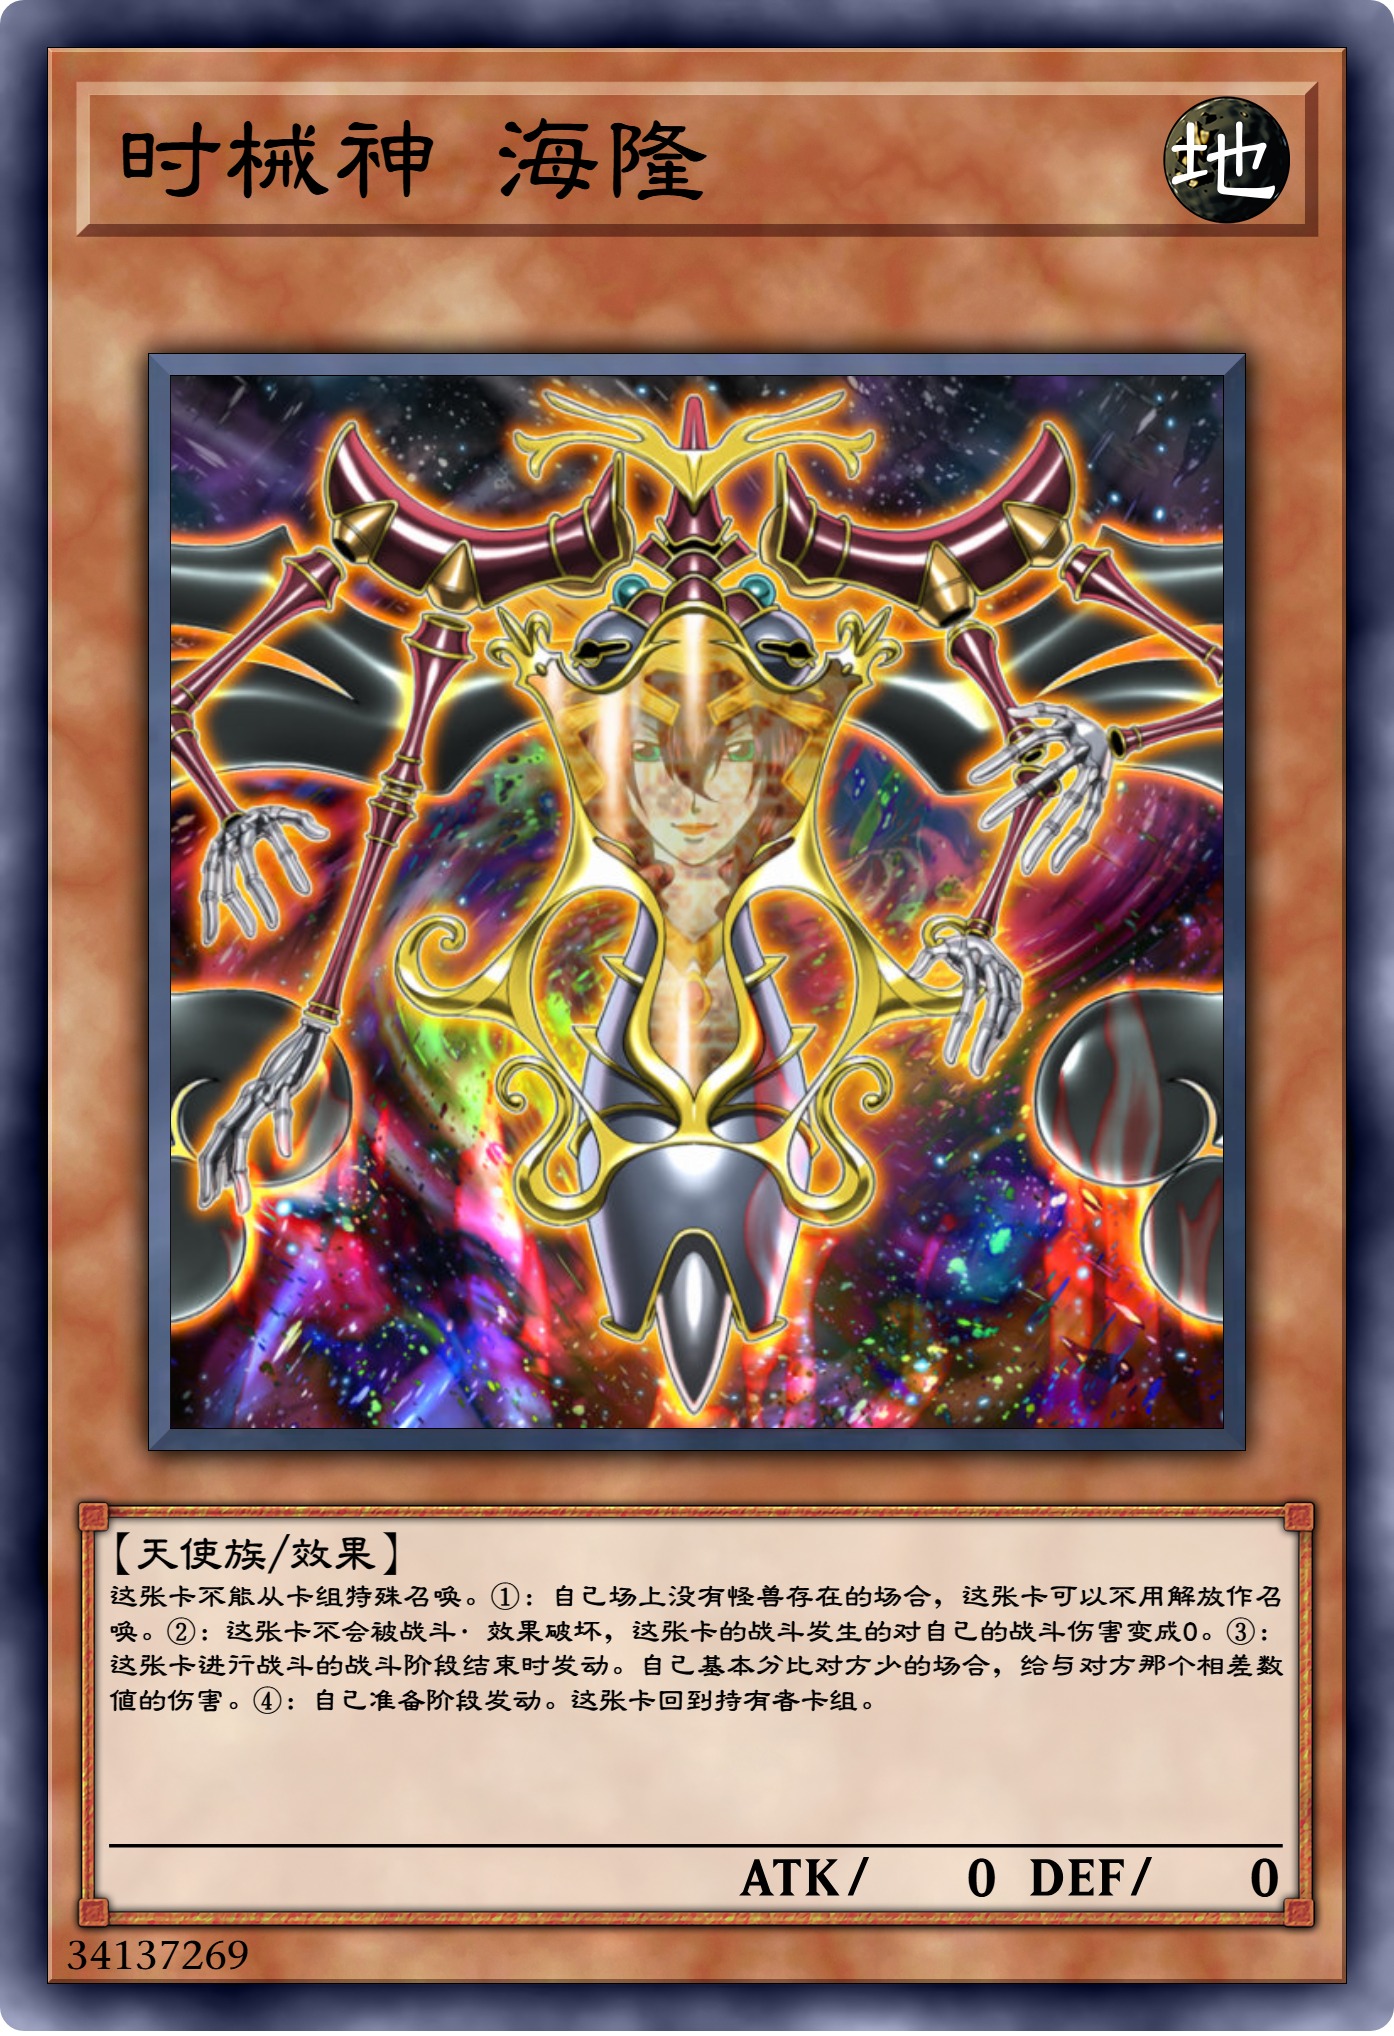 时械神 海隆
地
【天使族/效果】
这张卡不能从卡组特殊召唤。①：自己场上没有怪兽存在的场合，这张卡可以不用解放作召
唤。②：这张卡不会被战斗·效果破坏，这张卡的战斗发生的对自己的战斗伤害变成0。③：
这张卡进行战斗的战斗阶段结束时发动。自己基本分比对方少的场合，给与对方那个相差数
值的伤害。④：自己准备阶段发动。这张卡回到持有者卡组。
ATK/ 0 DEF/ 0
34137269